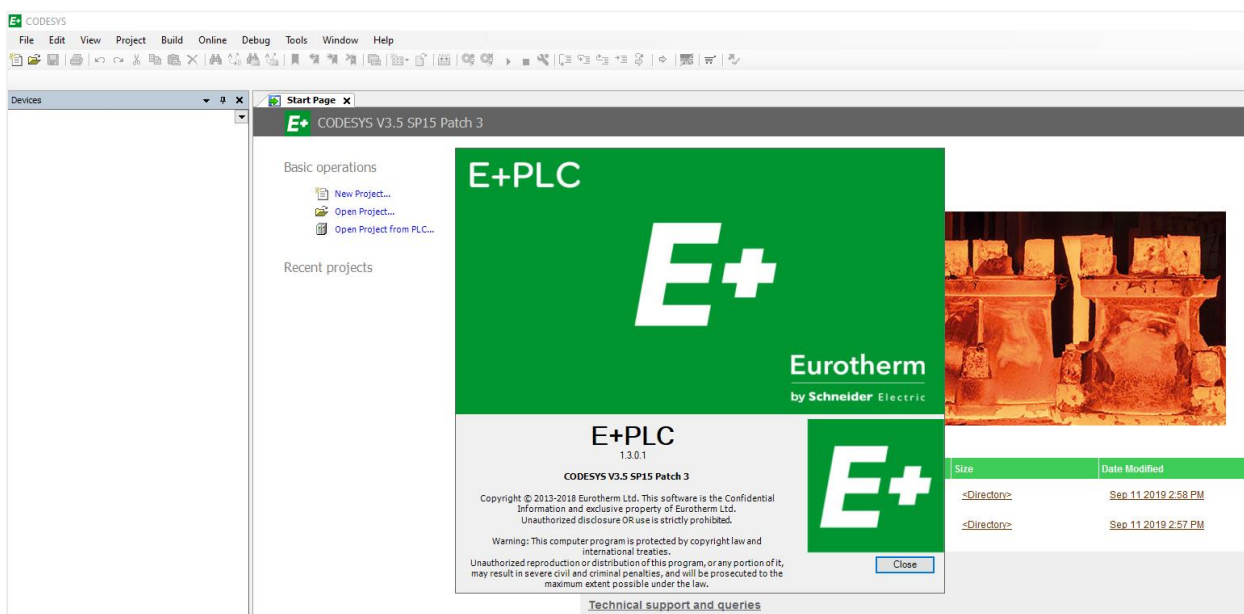 E+ CODESYS
File Edit View Project Build Online Debug Tools Window Help
Devices
Start Page X
E+ CODESYS V3.5 SP15 Patch 3
Basic operations
New Project...
Open Project...
Open Project from PLC...
Recent projects
E+PLC
E+
Eurotherm
by Schneider Electric
E+PLC
1.3.0.1
CODESYS V3.5 SP15 Patch 3
Copyright © 2013-2018 Eurotherm Ltd. This software is the Confidential
Information and exclusive property of Eurotherm Ltd.
Unauthorized disclosure OR use is strictly prohibited.
Warning: This computer program is protected by copyright law and
international treaties.
Unauthorized reproduction or distribution of this program, or any portion of it,
may result in severe civil and criminal penalties, and will be prosecuted to the
maximum extent possible under the law.
E+
Close
Size Date Modified
<Directory> Sep 11 2019 2:58 PM
<Directory> Sep 11 2019 2:57 PM
Technical support and queries